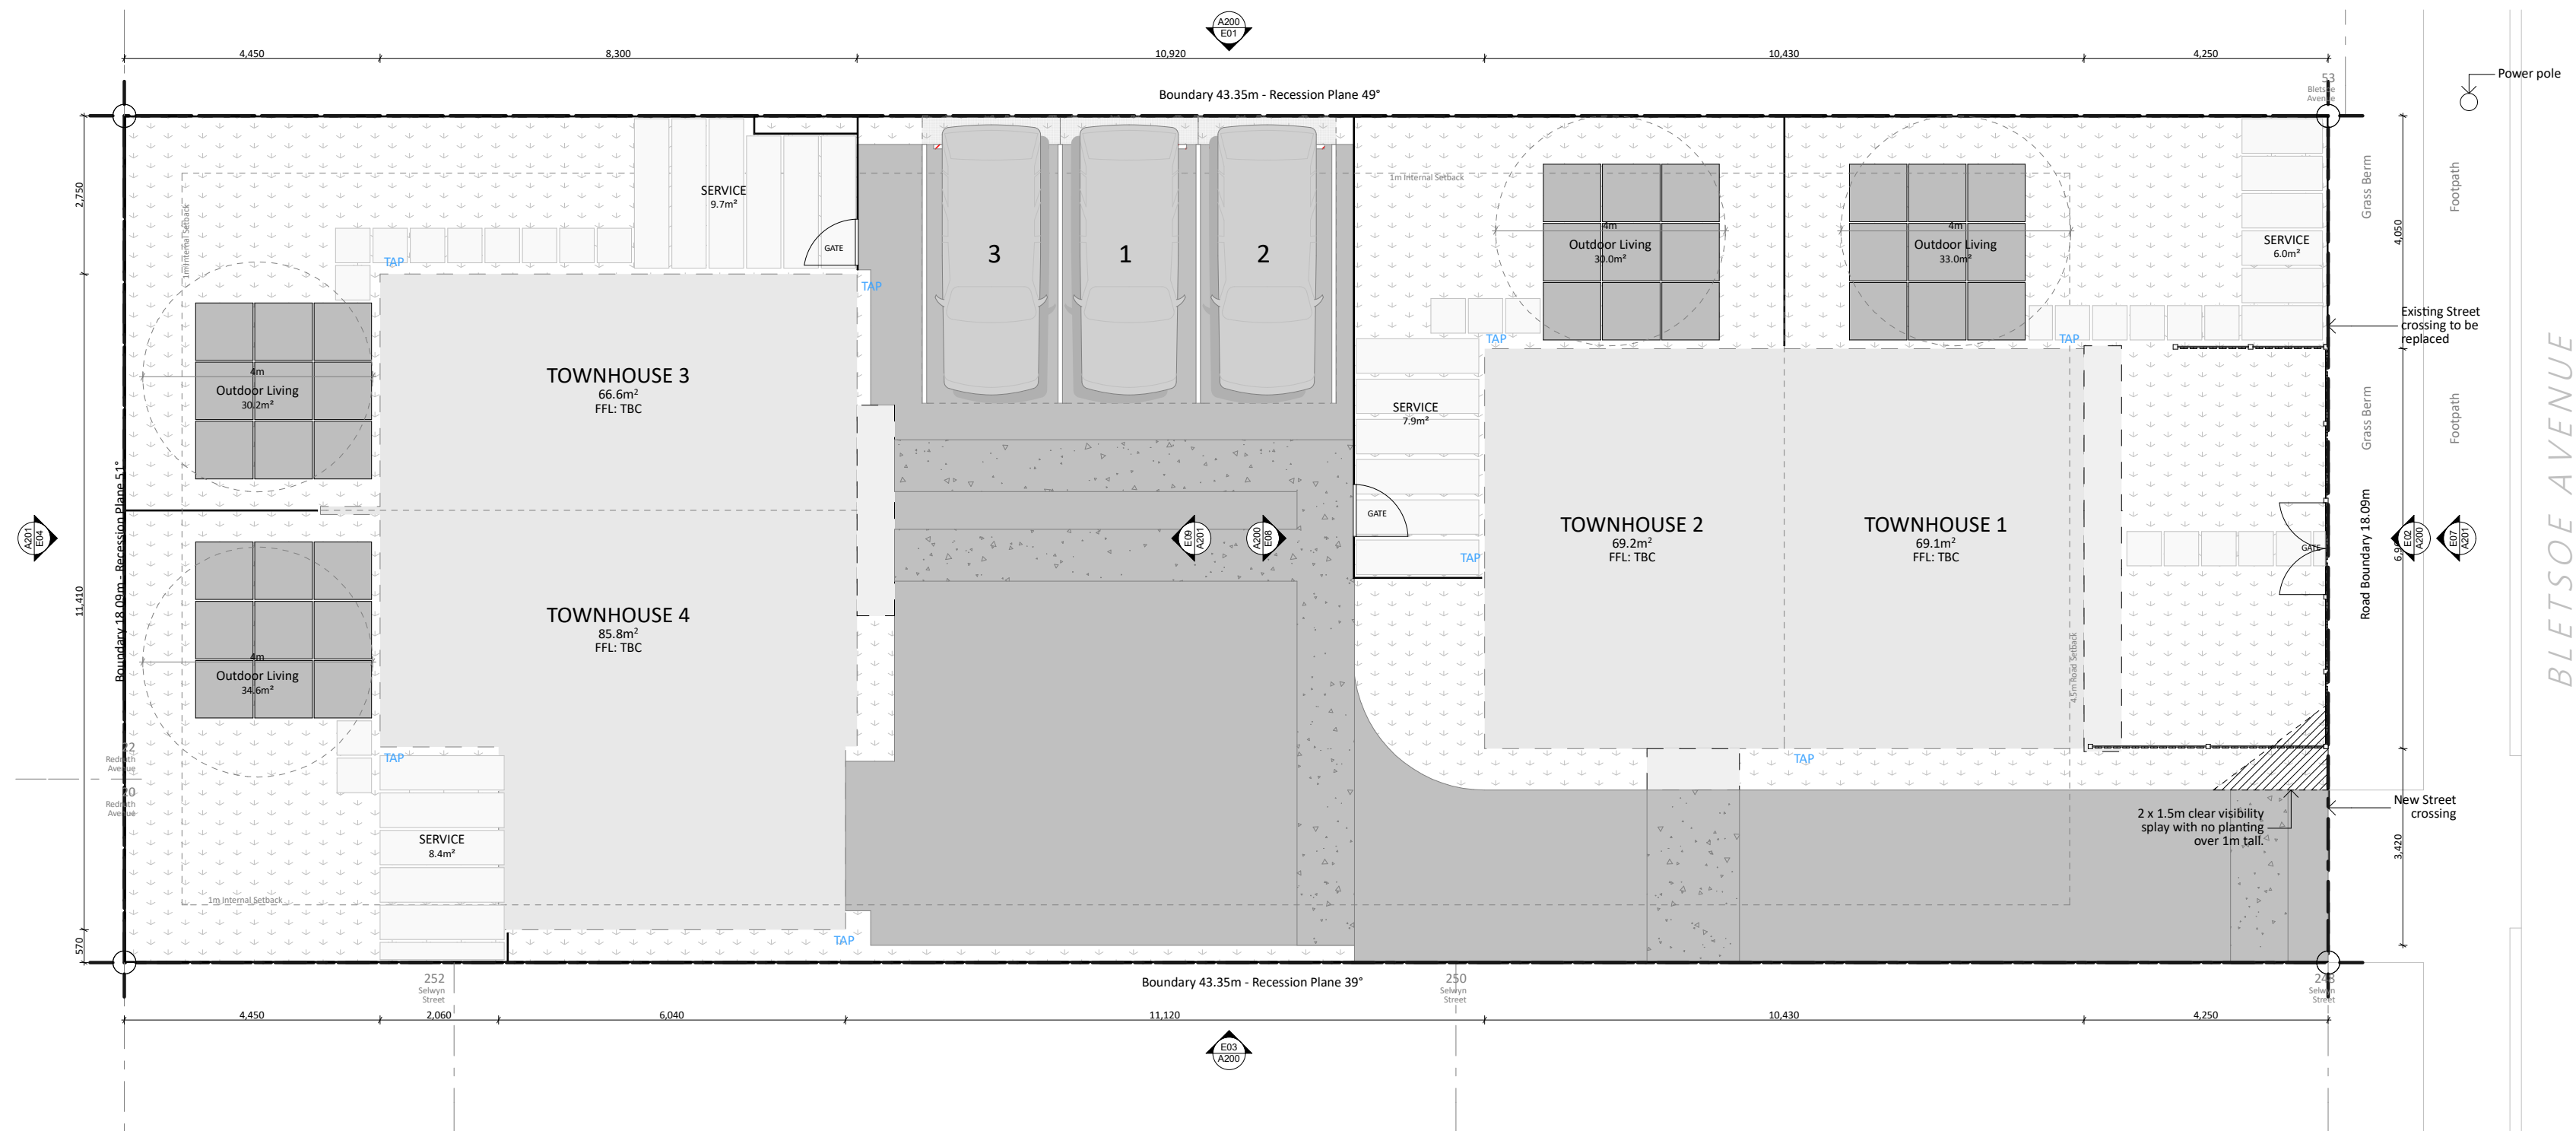 A200
E01
4,450
8,300
10,920
10,430
4,250
Boundary 43.35m - Recession Plane 49°
53
Bletsoe
Avenue
Power pole
2,750
11,410
570
Boundary 18.09m - Recession Plane 51°
A201
E04
1m Internal Setback
SERVICE
9.7m²
GATE
TAP
TAP
3
1
2
1m Internal Setback
4m
Outdoor Living
30.0m²
4m
Outdoor Living
33.0m²
SERVICE
6.0m²
Grass Berm
Footpath
4,050
Existing Street
crossing to be
replaced
TAP
TAP
4m
Outdoor Living
30.2m²
TOWNHOUSE 3
66.6m²
FFL: TBC
SERVICE
7.9m²
Grass Berm
Footpath
BLETSOE AVENUE
GATE
TAP
E09
A201
A200
E08
TOWNHOUSE 2
69.2m²
FFL: TBC
TOWNHOUSE 1
69.1m²
FFL: TBC
GATE
Road Boundary 18.09m
E02
A200
E07
A201
4m
Outdoor Living
34.6m²
TOWNHOUSE 4
85.8m²
FFL: TBC
4.5m Road Setback
22
Redruth
Avenue
20
Redruth
Avenue
TAP
TAP
SERVICE
8.4m²
2 x 1.5m clear visibility
splay with no planting
over 1m tall.
New Street
crossing
3,420
1m Internal Setback
TAP
252
Selwyn
Street
Boundary 43.35m - Recession Plane 39°
250
Selwyn
Street
Selwyn
Street
4,450
2,060
6,040
11,120
10,430
4,250
E03
A200